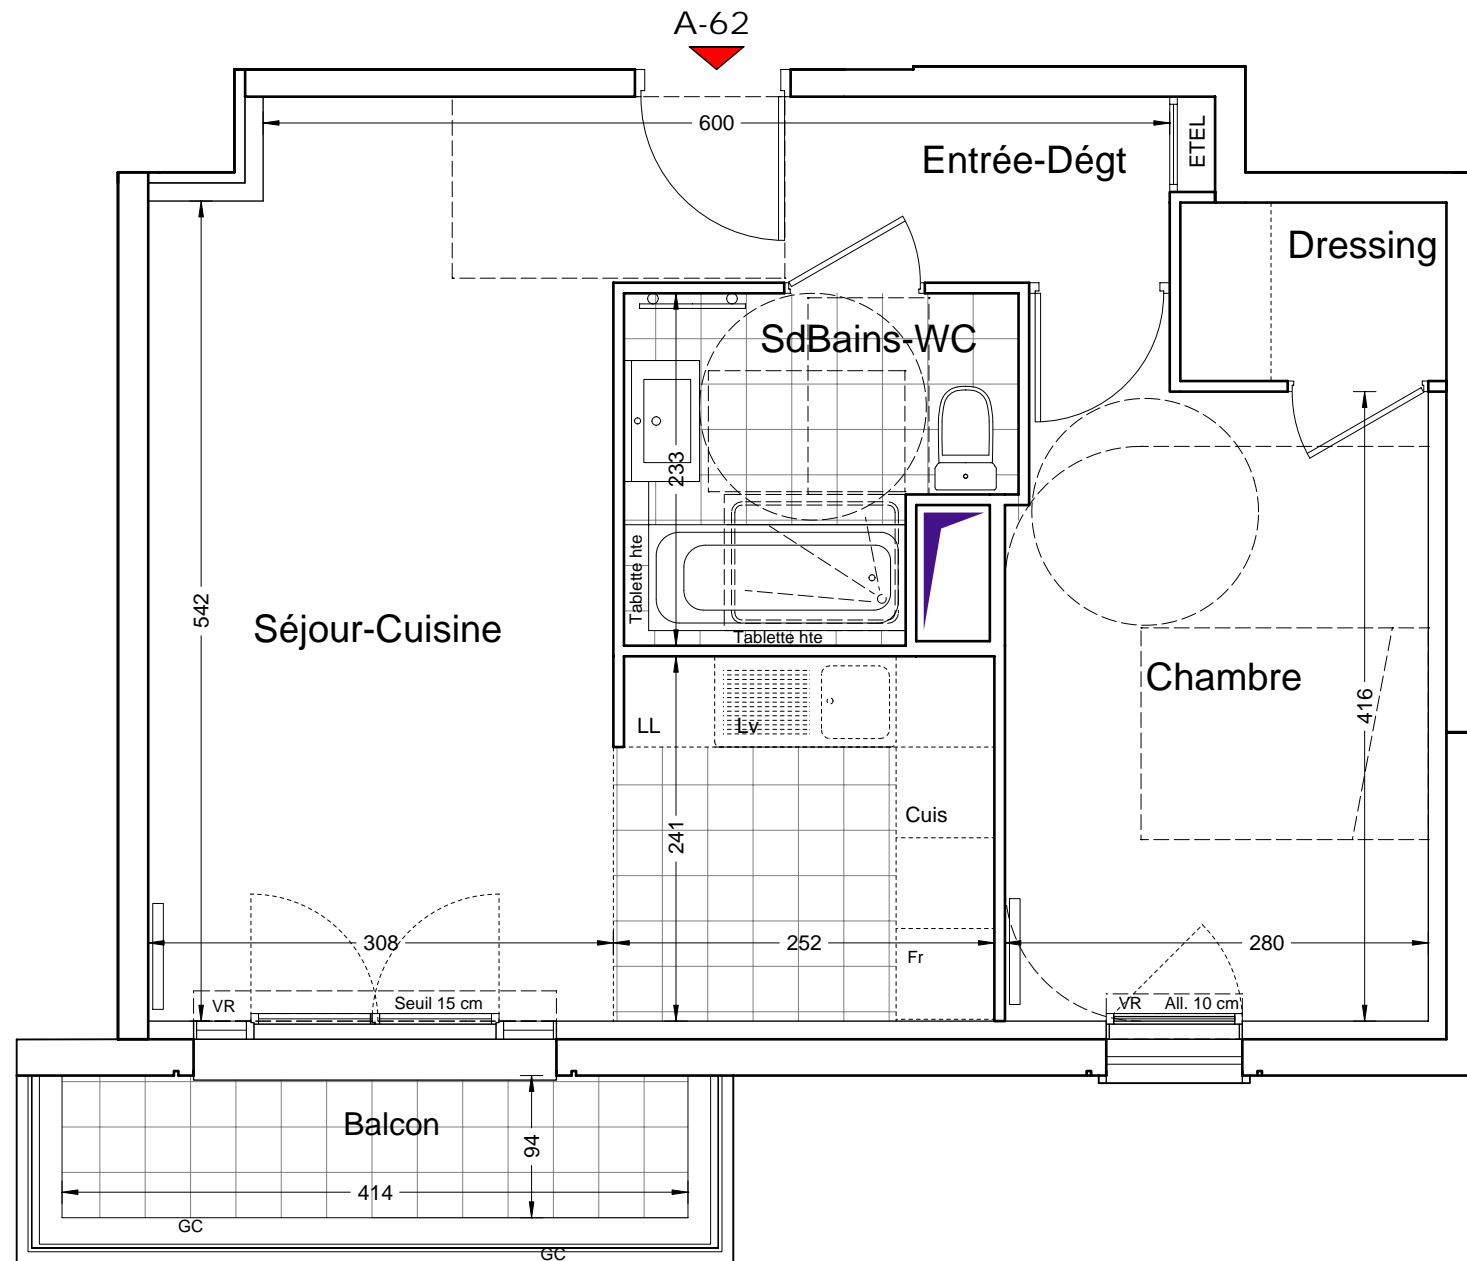 A-62
600
Entrée-Dégt
ETEL
Dressing
SdBains-WC
233
Tablette hte
Tablette hte
542
Séjour-Cuisine
Chambre
416
LL
Lv
Cuis
241
308
252
Fr
280
VR
Seuil 15 cm
VR
All. 10 cm
Balcon
94
414
GC
GC